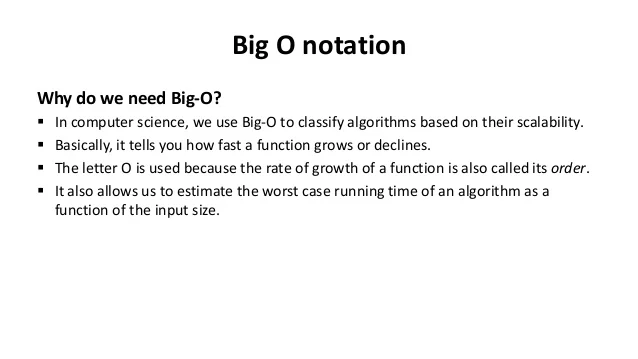 Big O notation
Why do we need Big-O?
▪ In computer science, we use Big-O to classify algorithms based on their scalability.
▪ Basically, it tells you how fast a function grows or declines.
▪ The letter O is used because the rate of growth of a function is also called its order.
▪ It also allows us to estimate the worst case running time of an algorithm as a
function of the input size.